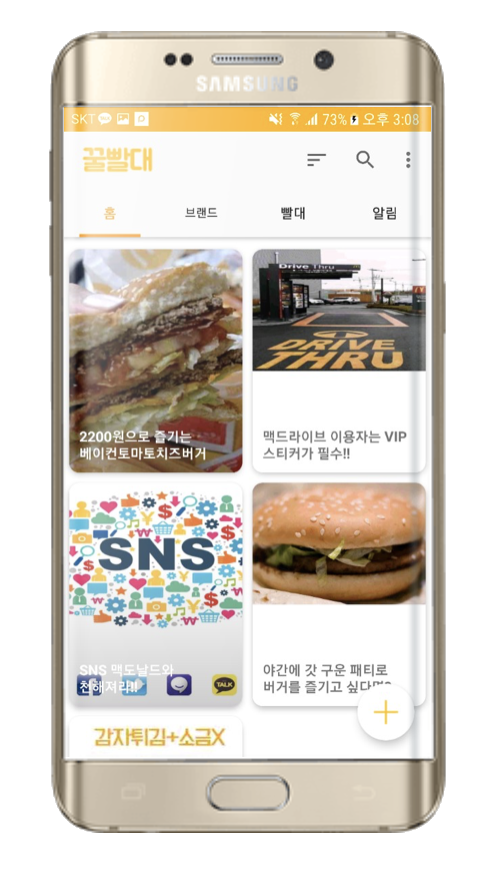 SAMSUNG
SKT 73% 오후 3:08
꿀빨대
홈 브랜드 빨대 알림
Drive Thru
DRIVE
THRU
2200원으로 즐기는
베이컨토마토치즈버거
맥드라이브 이용자는 VIP
스티커가 필수!!
SNS
SNS 맥도날드와
친해져라!!
TALK
야간에 갓 구운 패티로
버거를 즐기고 싶다면?
감자튀김+소금X